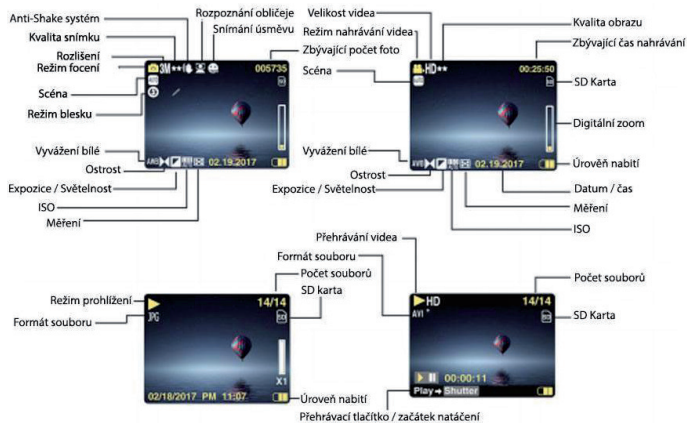 Anti-Shake systém
Kvalita snímku
Rozlišení
Režim focení
Scéna
Režim blesku
Vyvážení bílé
Ostrost
Expozice / Světelnost
ISO
Měření
Rozpoznání obličeje
Snímání úsměvu
Zbývající počet foto
3M
005735
AWB
02.19.2017
Velikost videa
Režim nahrávání videa
Scéna
Vyvážení bílé
Ostrost
Expozice / Světelnost
HD
00:25:50
AWB
02.19.2017
Kvalita obrazu
Zbývající čas nahrávání
SD Karta
Digitální zoom
Úrověň nabití
Datum / čas
Měření
ISO
Režim prohlížení
Formát souboru
Počet souborů
SD karta
14/14
JPG
X1
02/18/2017 PM 11:07
Úroveň nabití
Přehrávání videa
Formát souboru
HD
14/14
AVI
00:00:11
Play Shutter
Počet souborů
SD Karta
Přehrávací tlačítko / začátek natáčení